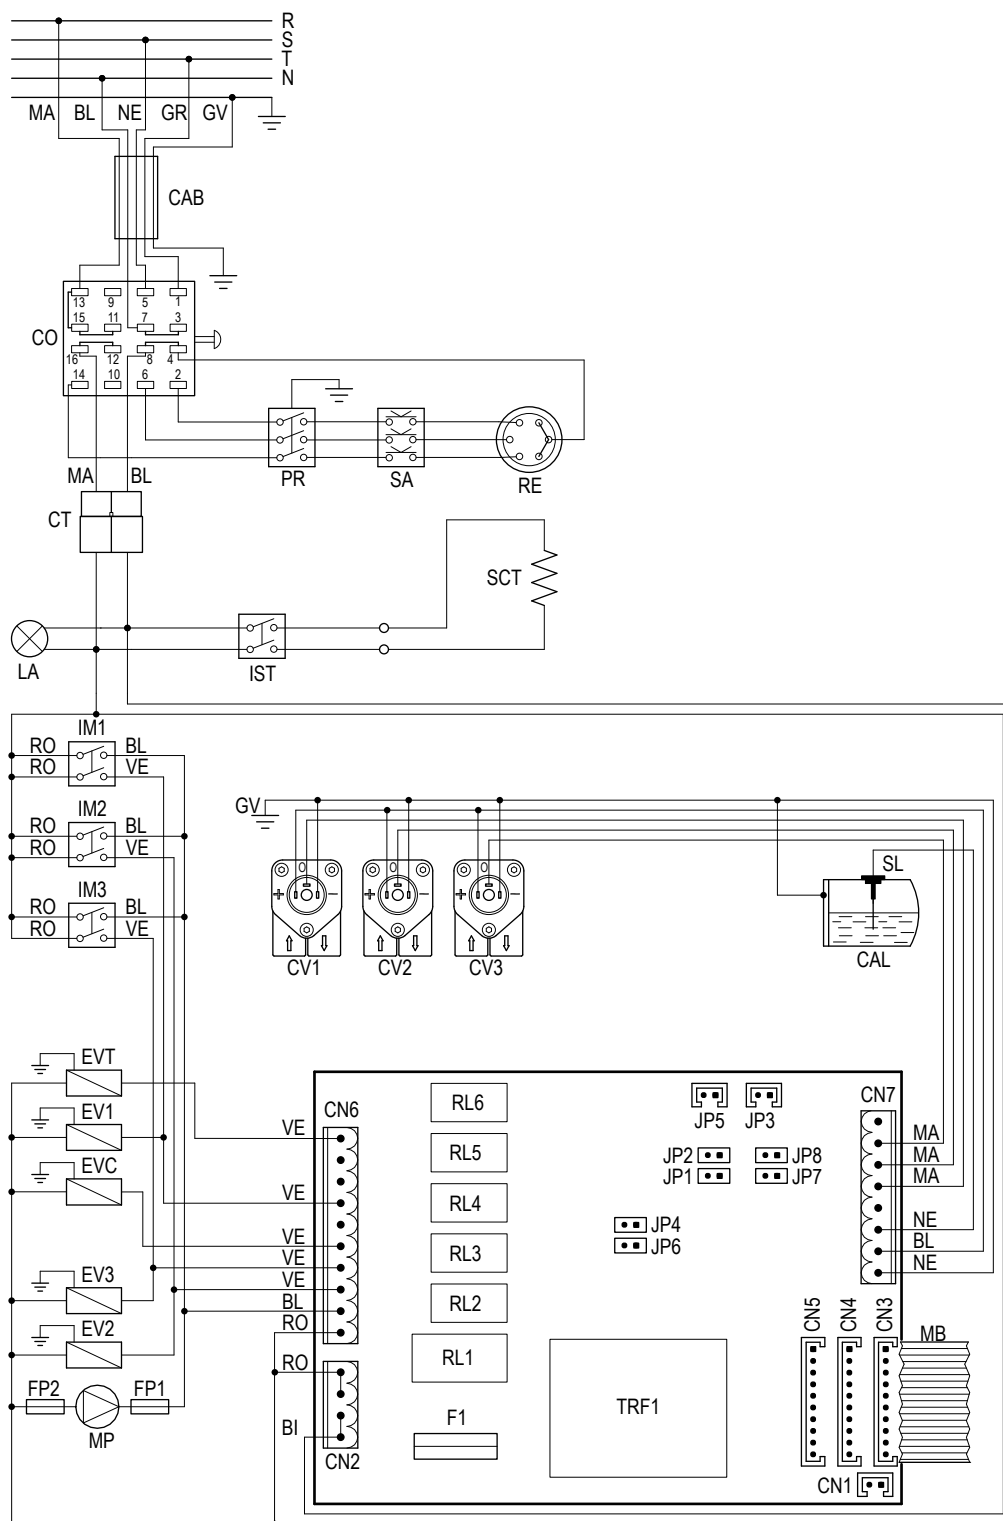 R
S
T
N
MA BL NE GR GV
CAB
CO
13 9 5 1
15 11 7 3
16 12 8 4
14 10 6 2
PR SA RE
MA BL
CT
SCT
LA
IST
IM1
RO BL
RO VE
IM2
RO BL
RO VE
IM3
RO BL
RO VE
GV
0 0 0
+ − + − + −
CV1 CV2 CV3
SL
CAL
EVT
EV1
EVC
EV3
EV2
FP2 FP1
MP
CN6
VE
VE
VE
VE
VE
BL
RO
RO
BI
CN2
RL6
RL5
RL4
RL3
RL2
RL1
F1
TRF1
JP5 JP3
JP2 JP8
JP1 JP7
JP4
JP6
CN7
MA
MA
MA
NE
BL
NE
CN5 CN4 CN3
MB
CN1